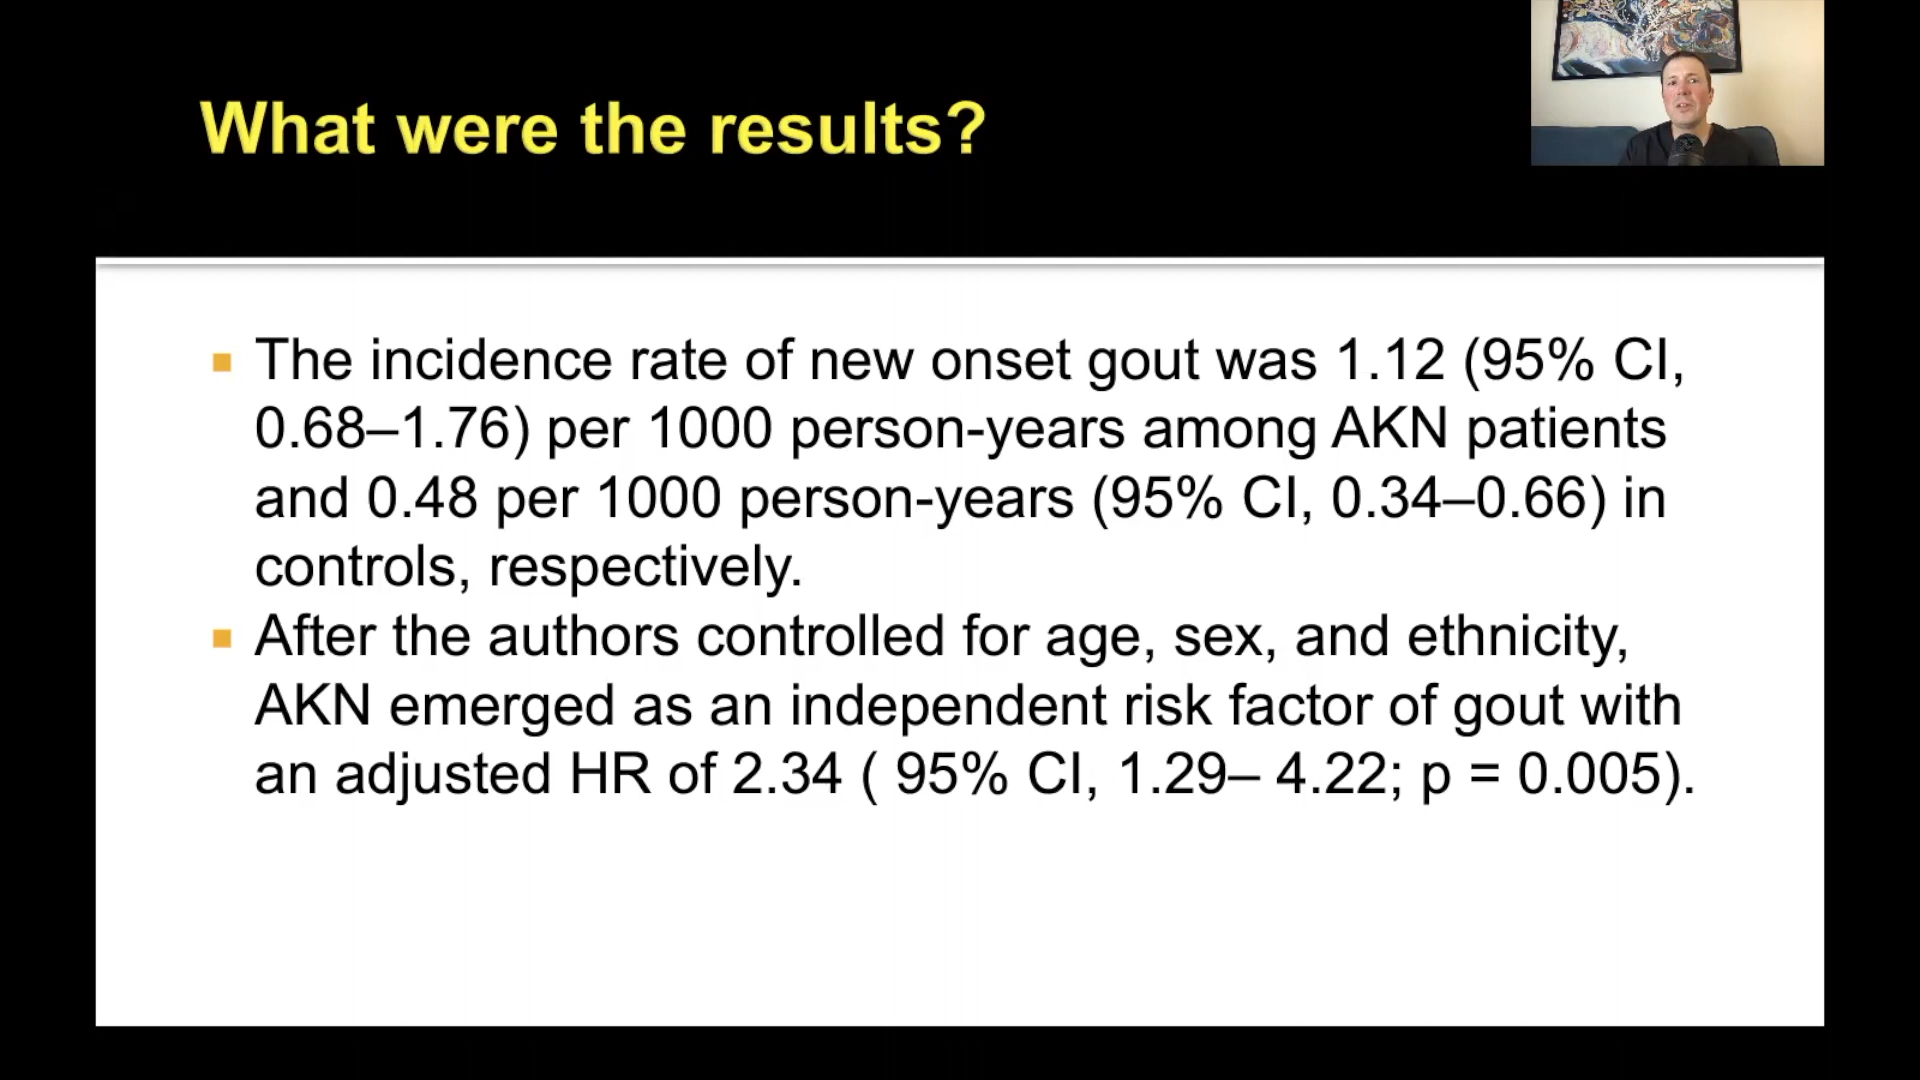 What were the results?
The incidence rate of new onset gout was 1.12 (95% CI,
0.68–1.76) per 1000 person-years among AKN patients
and 0.48 per 1000 person-years (95% CI, 0.34–0.66) in
controls, respectively.
After the authors controlled for age, sex, and ethnicity,
AKN emerged as an independent risk factor of gout with
an adjusted HR of 2.34 ( 95% CI, 1.29– 4.22; p = 0.005).